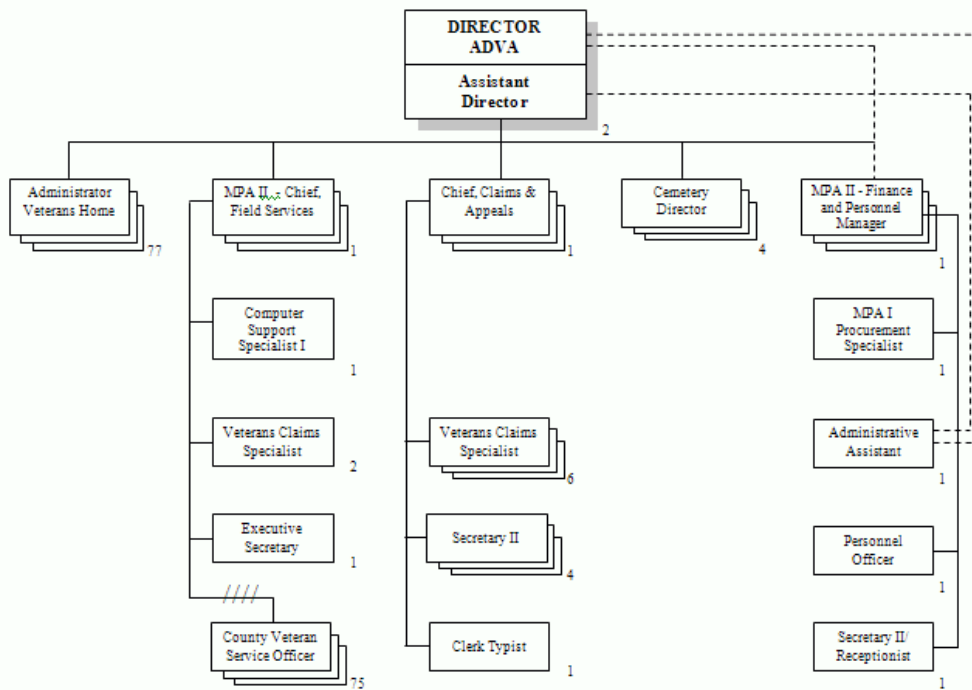 DIRECTOR
ADVA
Assistant
Director
2
Administrator
Veterans Home
77
MPA II - Chief,
Field Services
1
Chief, Claims &
Appeals
1
Cemetery
Director
4
MPA II - Finance
and Personnel
Manager
1
Computer
Support
Specialist I
1
MPA I
Procurement
Specialist
1
Veterans Claims
Specialist
2
Veterans Claims
Specialist
6
Administrative
Assistant
1
Executive
Secretary
1
Secretary II
4
Personnel
Officer
1
////
County Veteran
Service Officer
75
Clerk Typist
1
Secretary II/
Receptionist
1